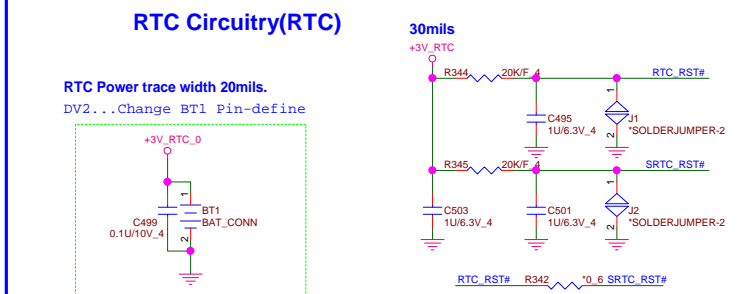 RTC Circuitry(RTC)
30mils
+3V_RTC
R344 20K/F_4 RTC_RST#
RTC Power trace width 20mils.
DV2...Change BT1 Pin-define
1
C495
1U/6.3V_4
J1
*SOLDERJUMPER-2
2
+3V_RTC_0
R345 20K/F_4 SRTC_RST#
1
1
BT1
BAT_CONN
C499
0.1U/10V_4
2
C503
1U/6.3V_4
C501
1U/6.3V_4
J2
*SOLDERJUMPER-2
2
RTC_RST# R342 *0_6 SRTC_RST#